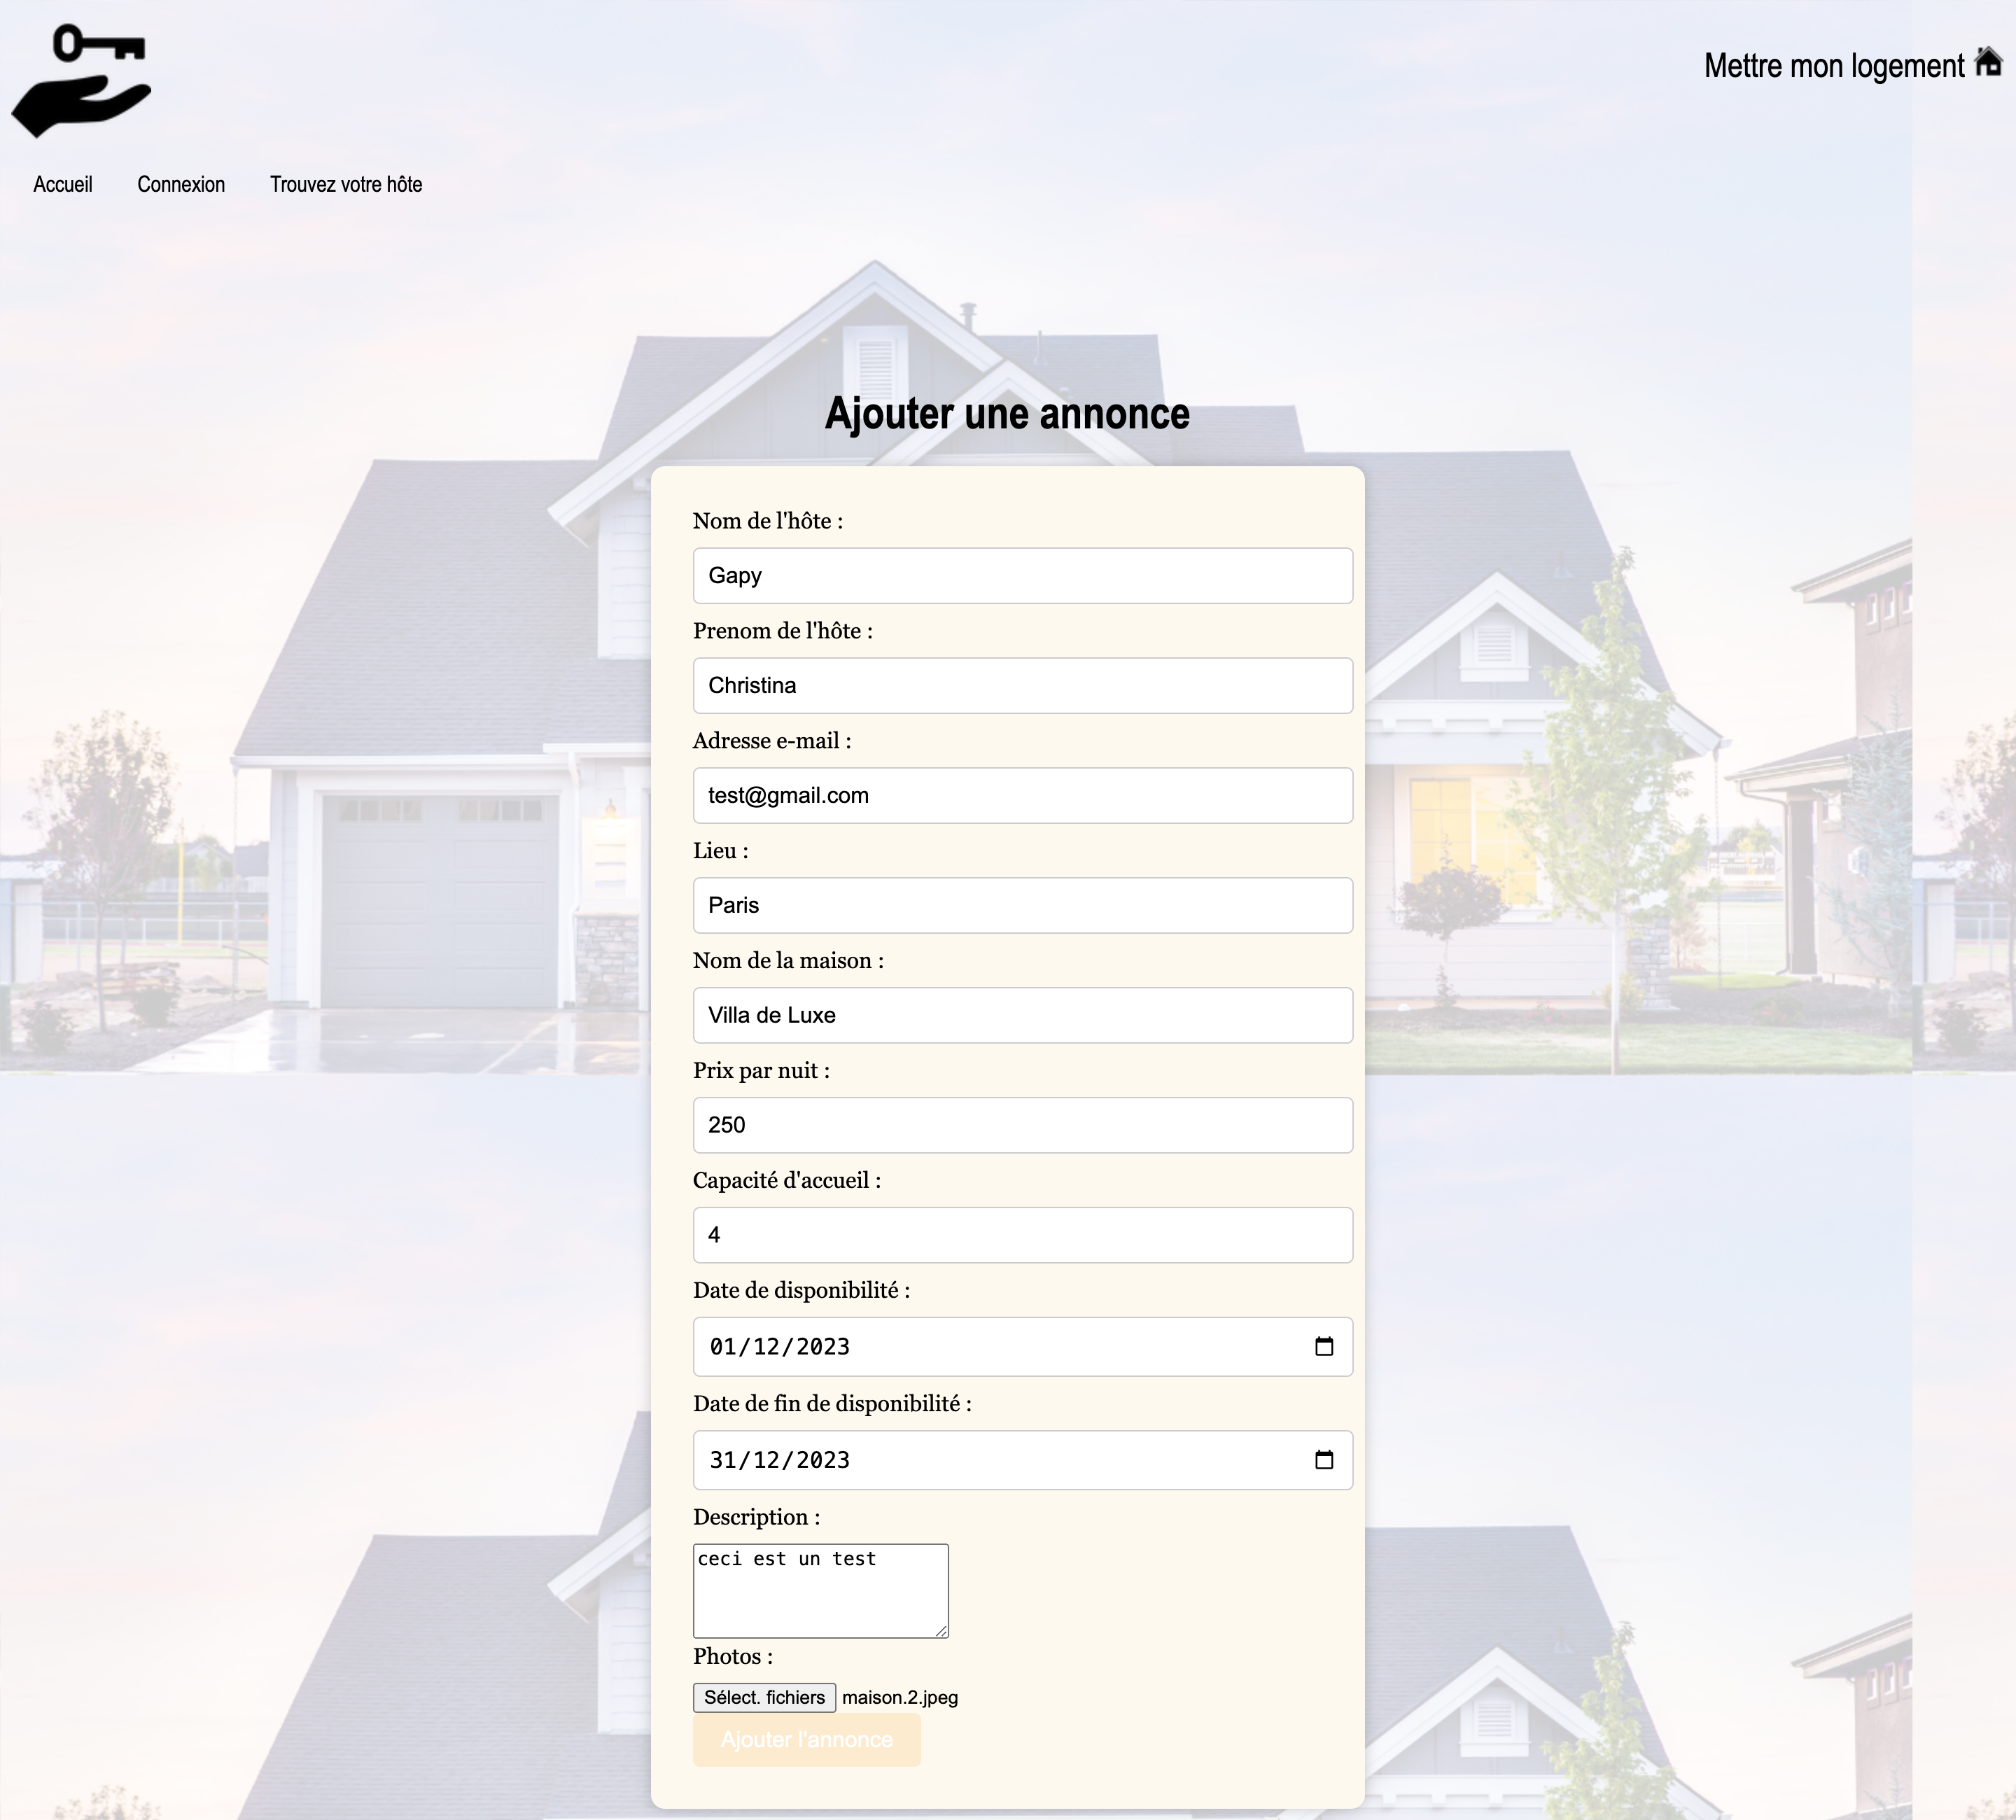 Mettre mon logement
Accueil Connexion Trouvez votre hôte
Ajouter une annonce
Nom de l'hôte :
Gapy
Prenom de l'hôte :
Christina
Adresse e-mail :
test@gmail.com
Lieu :
Paris
Nom de la maison :
Villa de Luxe
Prix par nuit :
250
Capacité d'accueil :
4
Date de disponibilité :
01/12/2023
Date de fin de disponibilité :
31/12/2023
Description :
ceci est un test
Photos :
Sélect. fichiers maison.2.jpeg
Ajouter l'annonce